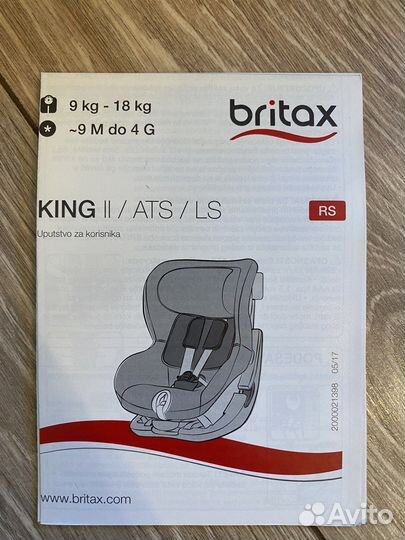 9 kg - 18 kg
~9 M do 4 G
britax
KING II / ATS / LS
RS
Uputstvo za korisnika
2000021398 05/17
www.britax.com
Avito